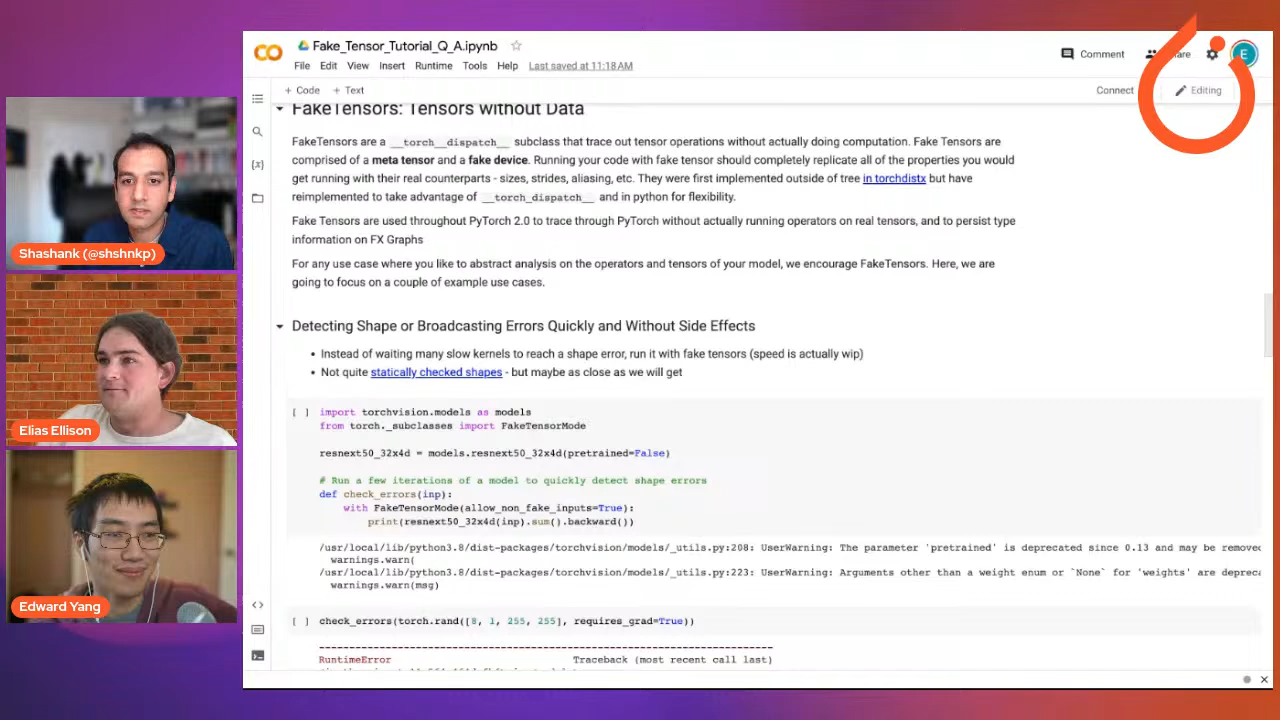 Fake_Tensor_Tutorial_Q_A.ipynb
File Edit View Insert Runtime Tools Help Last saved at 11:18 AM
Comment
+ Code + Text
Connect
Editing
FakeTensors: Tensors without Data
FakeTensors are a __torch__dispatch__ subclass that trace out tensor operations without actually doing computation. Fake Tensors are
comprised of a meta tensor and a fake device. Running your code with fake tensor should completely replicate all of the properties you would
get running with their real counterparts - sizes, strides, aliasing, etc. They were first implemented outside of tree in torchdistx but have
reimplemented to take advantage of __torch_dispatch__ and in python for flexibility.
Fake Tensors are used throughout PyTorch 2.0 to trace through PyTorch without actually running operators on real tensors, and to persist type
information on FX Graphs
For any use case where you like to abstract analysis on the operators and tensors of your model, we encourage FakeTensors. Here, we are
going to focus on a couple of example use cases.
Detecting Shape or Broadcasting Errors Quickly and Without Side Effects
• Instead of waiting many slow kernels to reach a shape error, run it with fake tensors (speed is actually wip)
• Not quite statically checked shapes - but maybe as close as we will get
[ ] import torchvision.models as models
from torch._subclasses import FakeTensorMode
resnext50_32x4d = models.resnext50_32x4d(pretrained=False)
# Run a few iterations of a model to quickly detect shape errors
def check_errors(inp):
with FakeTensorMode(allow_non_fake_inputs=True):
print(resnext50_32x4d(inp).sum().backward())
/usr/local/lib/python3.8/dist-packages/torchvision/models/_utils.py:208: UserWarning: The parameter 'pretrained' is deprecated since 0.13 and may be removed
warnings.warn(
/usr/local/lib/python3.8/dist-packages/torchvision/models/_utils.py:223: UserWarning: Arguments other than a weight enum or `None` for 'weights' are depreca
warnings.warn(msg)
[ ] check_errors(torch.rand([8, 1, 255, 255], requires_grad=True))
---------------------------------------------------------------------------
RuntimeError Traceback (most recent call last)
Shashank (@shshnkp)
Elias Ellison
Edward Yang